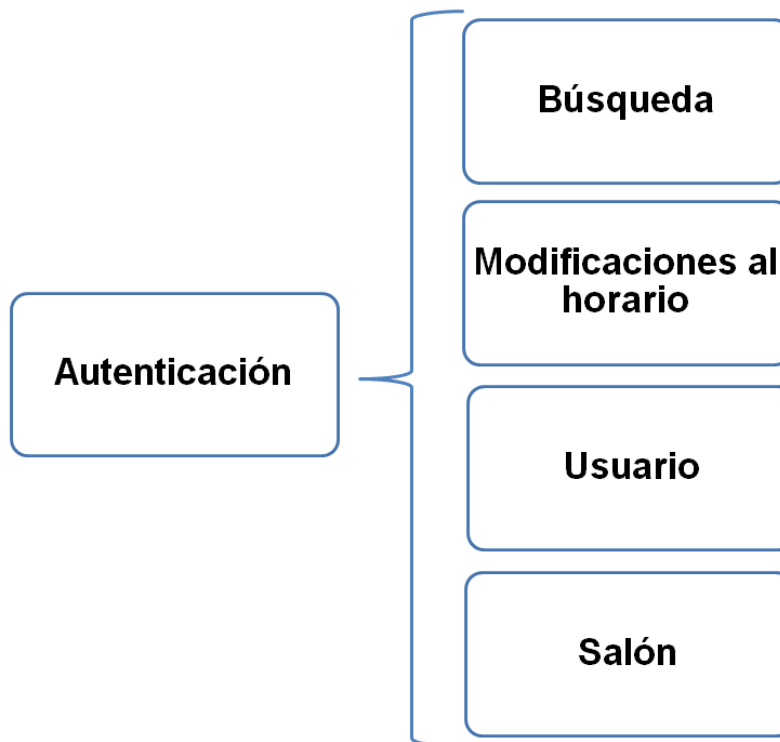 Búsqueda
Modificaciones al
horario
Autenticación
Usuario
Salón